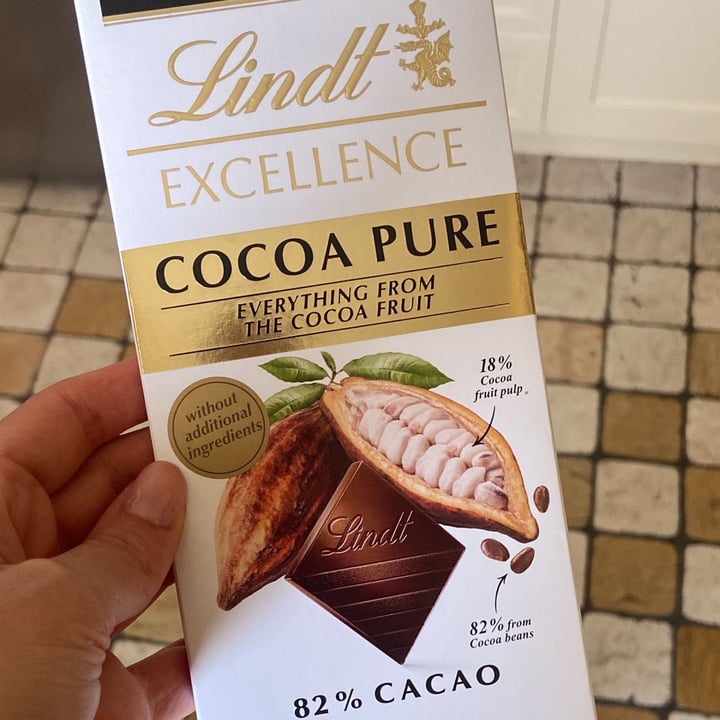 Lindt
EXCELLENCE
COCOA PURE
EVERYTHING FROM
THE COCOA FRUIT
without
additional
ingredients
18%
Cocoa
fruit pulp
Lindt
82% from
Cocoa beans
82% CACAO